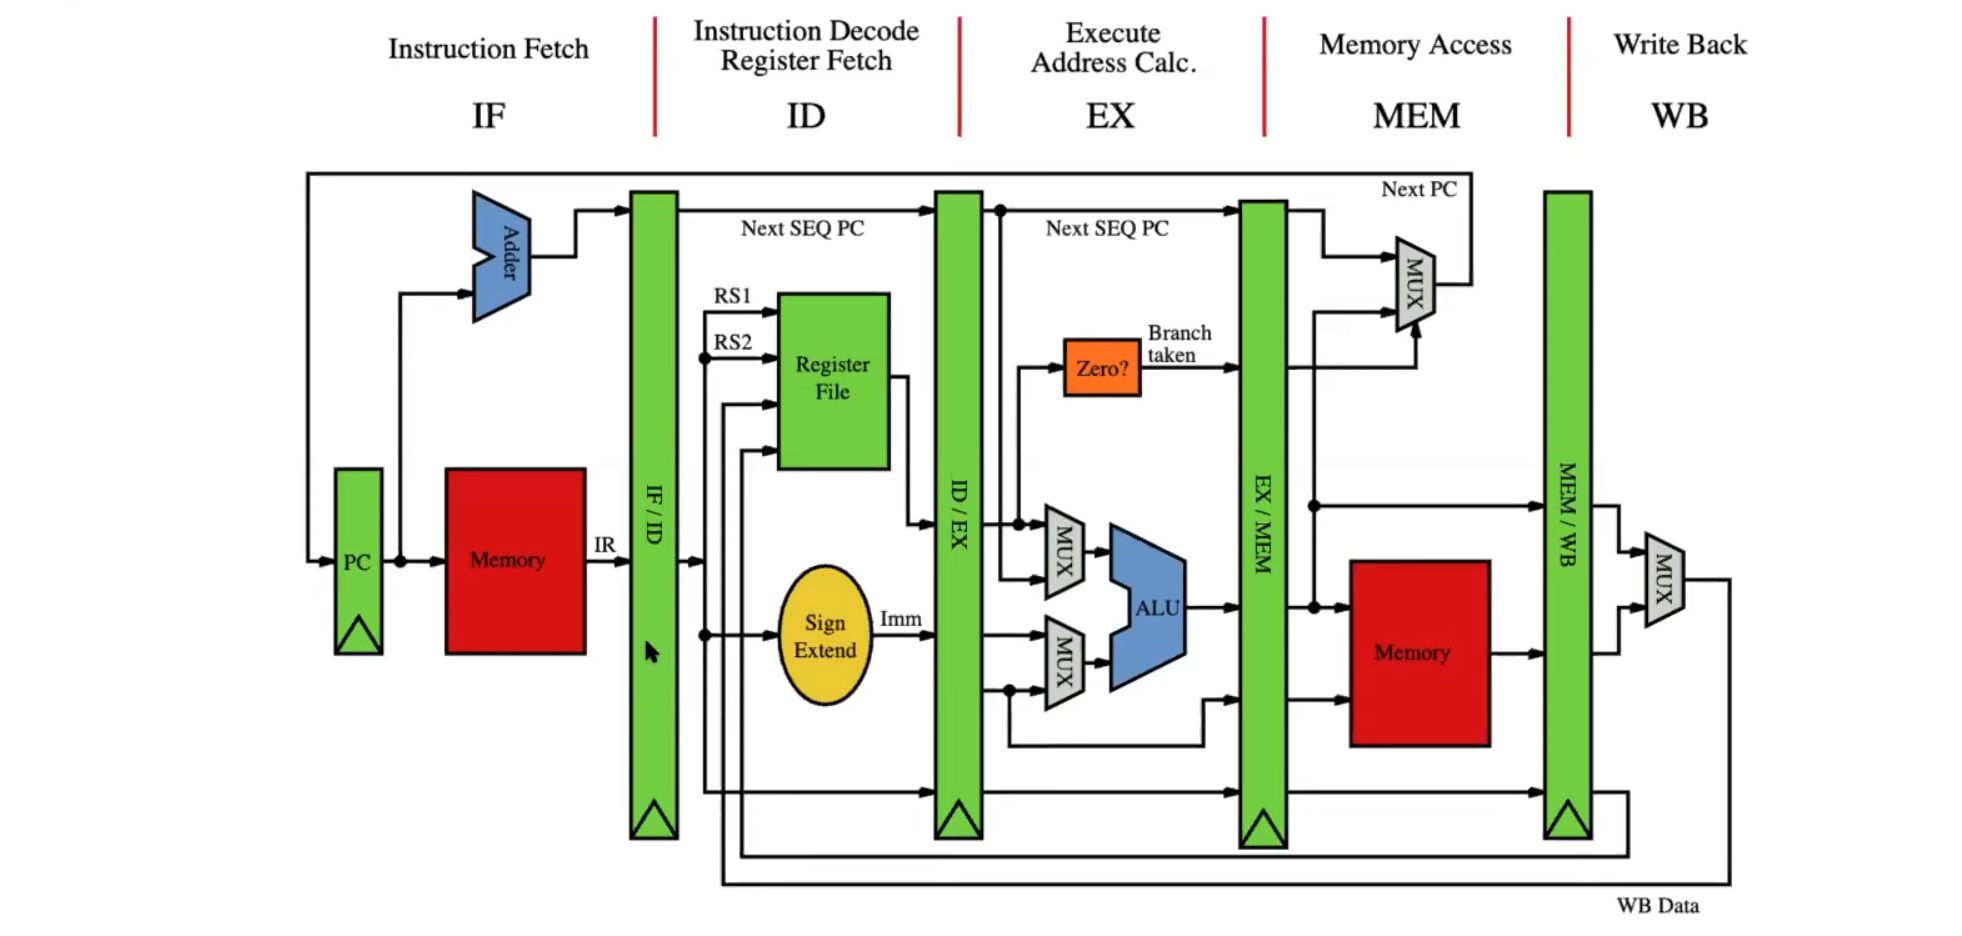 Instruction Fetch
IF
Instruction Decode
Register Fetch
ID
Execute
Address Calc.
EX
Memory Access
MEM
Write Back
WB
Next PC
Adder
Next SEQ PC
Next SEQ PC
MUX
RS1
RS2
Register
File
Branch
taken
Zero?
PC
Memory
IR
IF / ID
ID / EX
MUX
EX / MEM
MEM / WB
MUX
Sign
Extend
Imm
MUX
ALU
Memory
WB Data